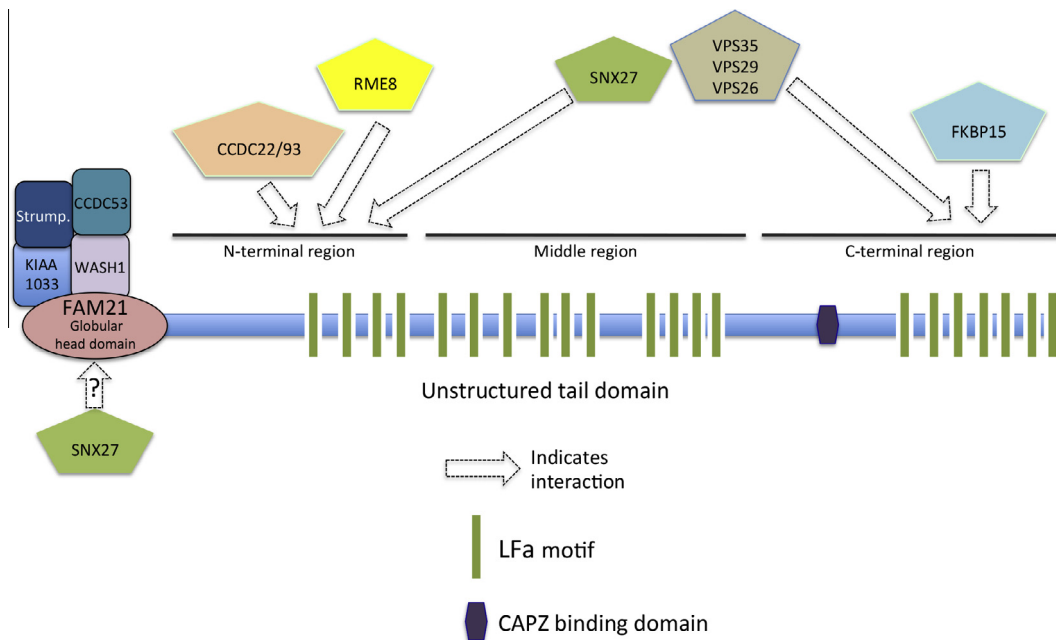 RME8
SNX27
VPS35
VPS29
VPS26
CCDC22/93
FKBP15
Strump.
CCDC53
KIAA
1033
WASH1
N-terminal region
Middle region
C-terminal region
FAM21
Globular
head domain
?
SNX27
Unstructured tail domain
Indicates
interaction
LFa motif
CAPZ binding domain